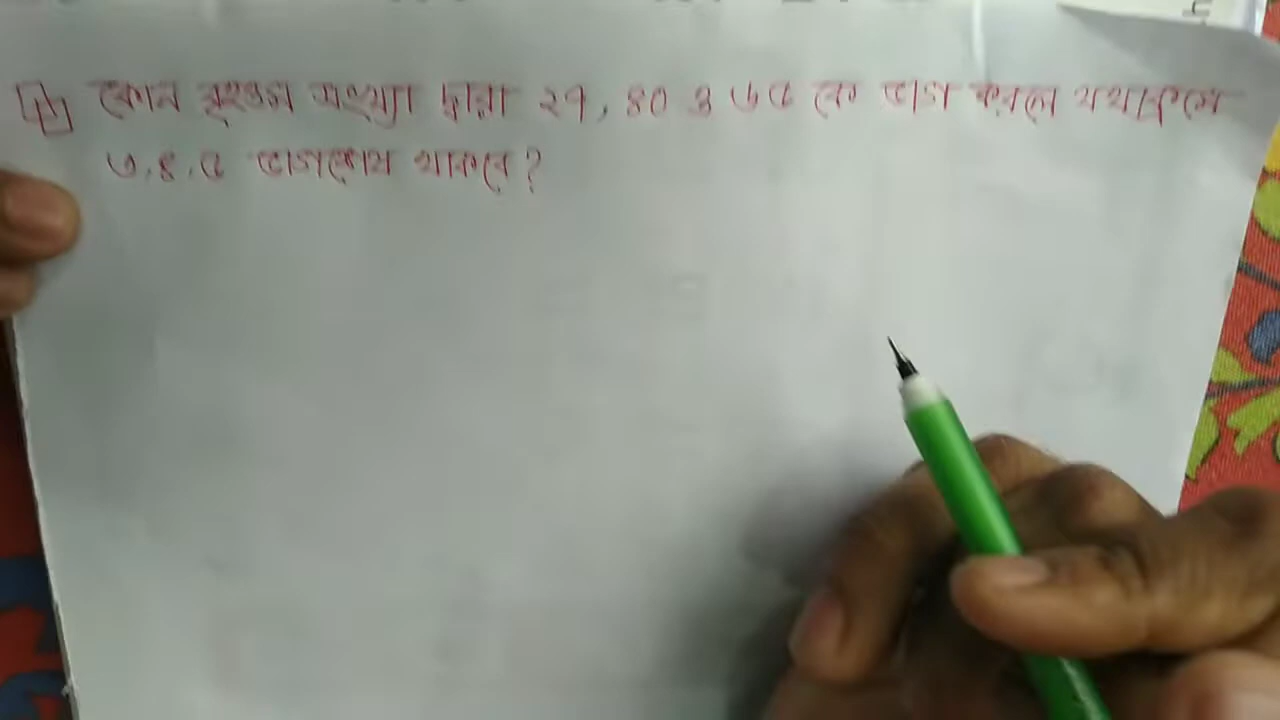 কোন বৃহত্তম সংখ্যা দ্বারা ২৭, ৪০ ও ৬৫ কে ভাগ করলে যথাক্রমে
৩, ৪, ৫ ভাগশেষ থাকবে?